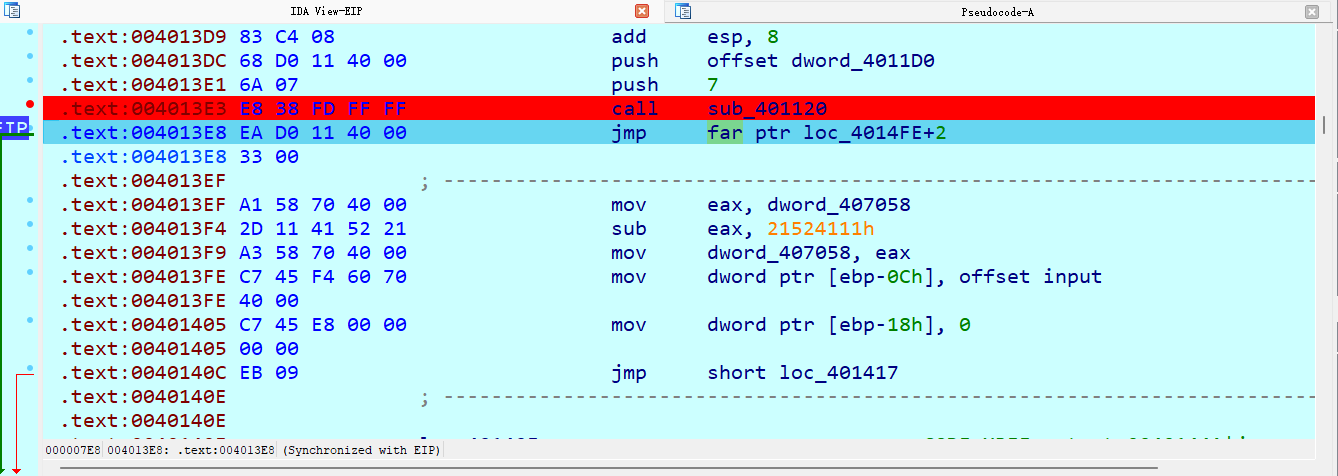 IDA View-EIP Pseudocode-A
.text:004013D9 83 C4 08 add esp, 8
.text:004013DC 68 D0 11 40 00 push offset dword_4011D0
.text:004013E1 6A 07 push 7
.text:004013E3 E8 38 FD FF FF call sub_401120
FTP .text:004013E8 EA D0 11 40 00 jmp far ptr loc_4014FE+2
.text:004013E8 33 00
.text:004013EF ; ---------------------------------------------------------------------------
.text:004013EF A1 58 70 40 00 mov eax, dword_407058
.text:004013F4 2D 11 41 52 21 sub eax, 21524111h
.text:004013F9 A3 58 70 40 00 mov dword_407058, eax
.text:004013FE C7 45 F4 60 70 mov dword ptr [ebp-0Ch], offset input
.text:004013FE 40 00
.text:00401405 C7 45 E8 00 00 mov dword ptr [ebp-18h], 0
.text:00401405 00 00
.text:0040140C EB 09 jmp short loc_401417
.text:0040140E ; ---------------------------------------------------------------------------
.text:0040140E
000007E8 004013E8: .text:004013E8 (Synchronized with EIP)